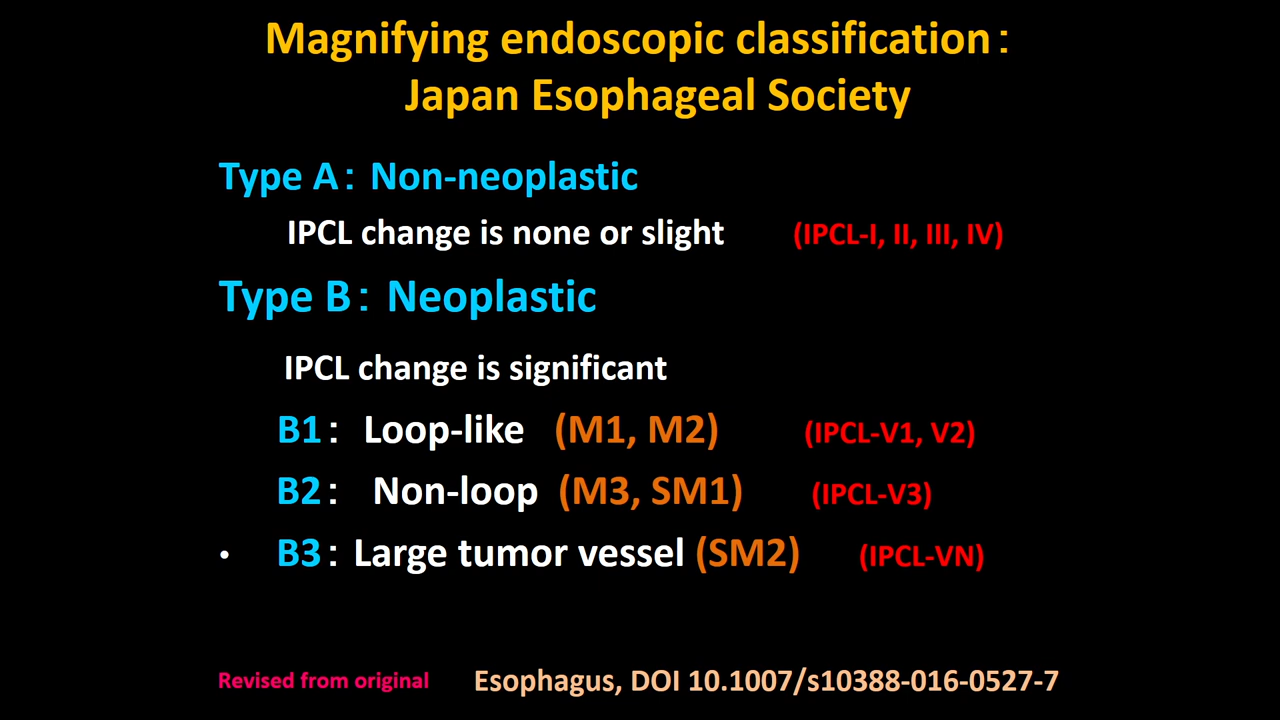 Magnifying endoscopic classification：
Japan Esophageal Society
Type A： Non-neoplastic
IPCL change is none or slight (IPCL-I, II, III, IV)
Type B： Neoplastic
IPCL change is significant
B1： Loop-like (M1, M2) (IPCL-V1, V2)
B2： Non-loop (M3, SM1) (IPCL-V3)
• B3： Large tumor vessel (SM2) (IPCL-VN)
Revised from original Esophagus, DOI 10.1007/s10388-016-0527-7